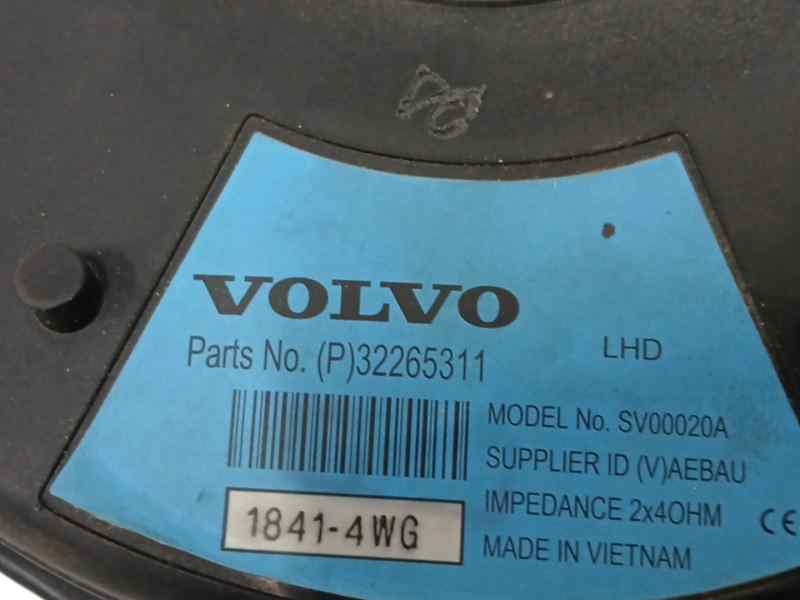 VOLVO
Parts No. (P)32265311
LHD
MODEL No. SV00020A
SUPPLIER ID (V)AEBAU
IMPEDANCE 2x4OHM
CE
1841-4WG
MADE IN VIETNAM